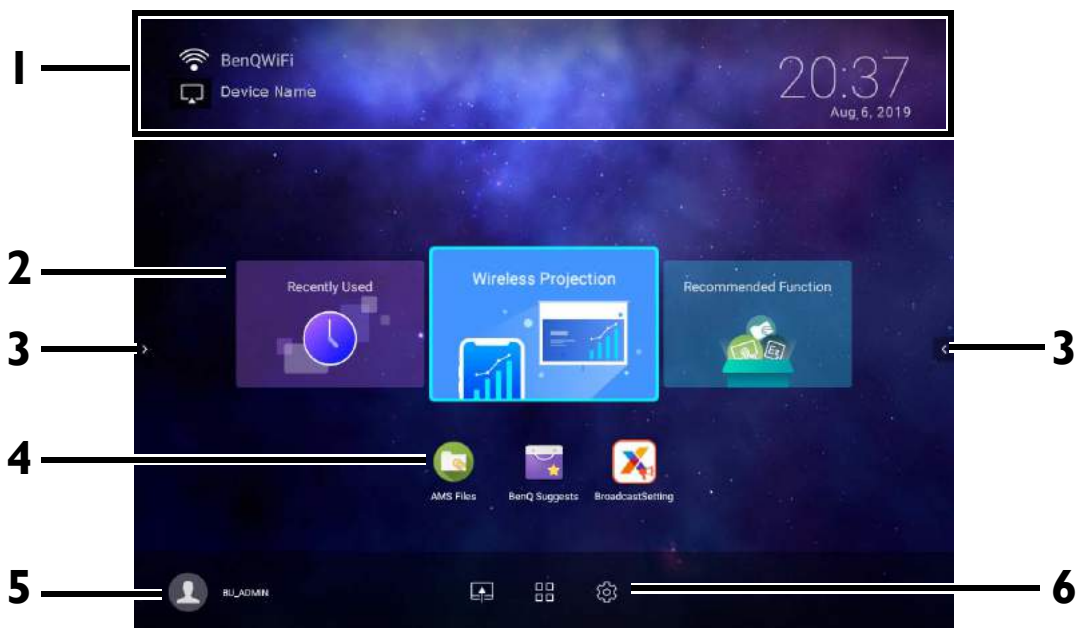 1
BenQWiFi
Device Name
20:37
Aug 6, 2019
2
Recently Used
Wireless Projection
Recommended Function
3
3
4
AMS Files
BenQ Suggests
BroadcastSetting
5
BU_ADMIN
6